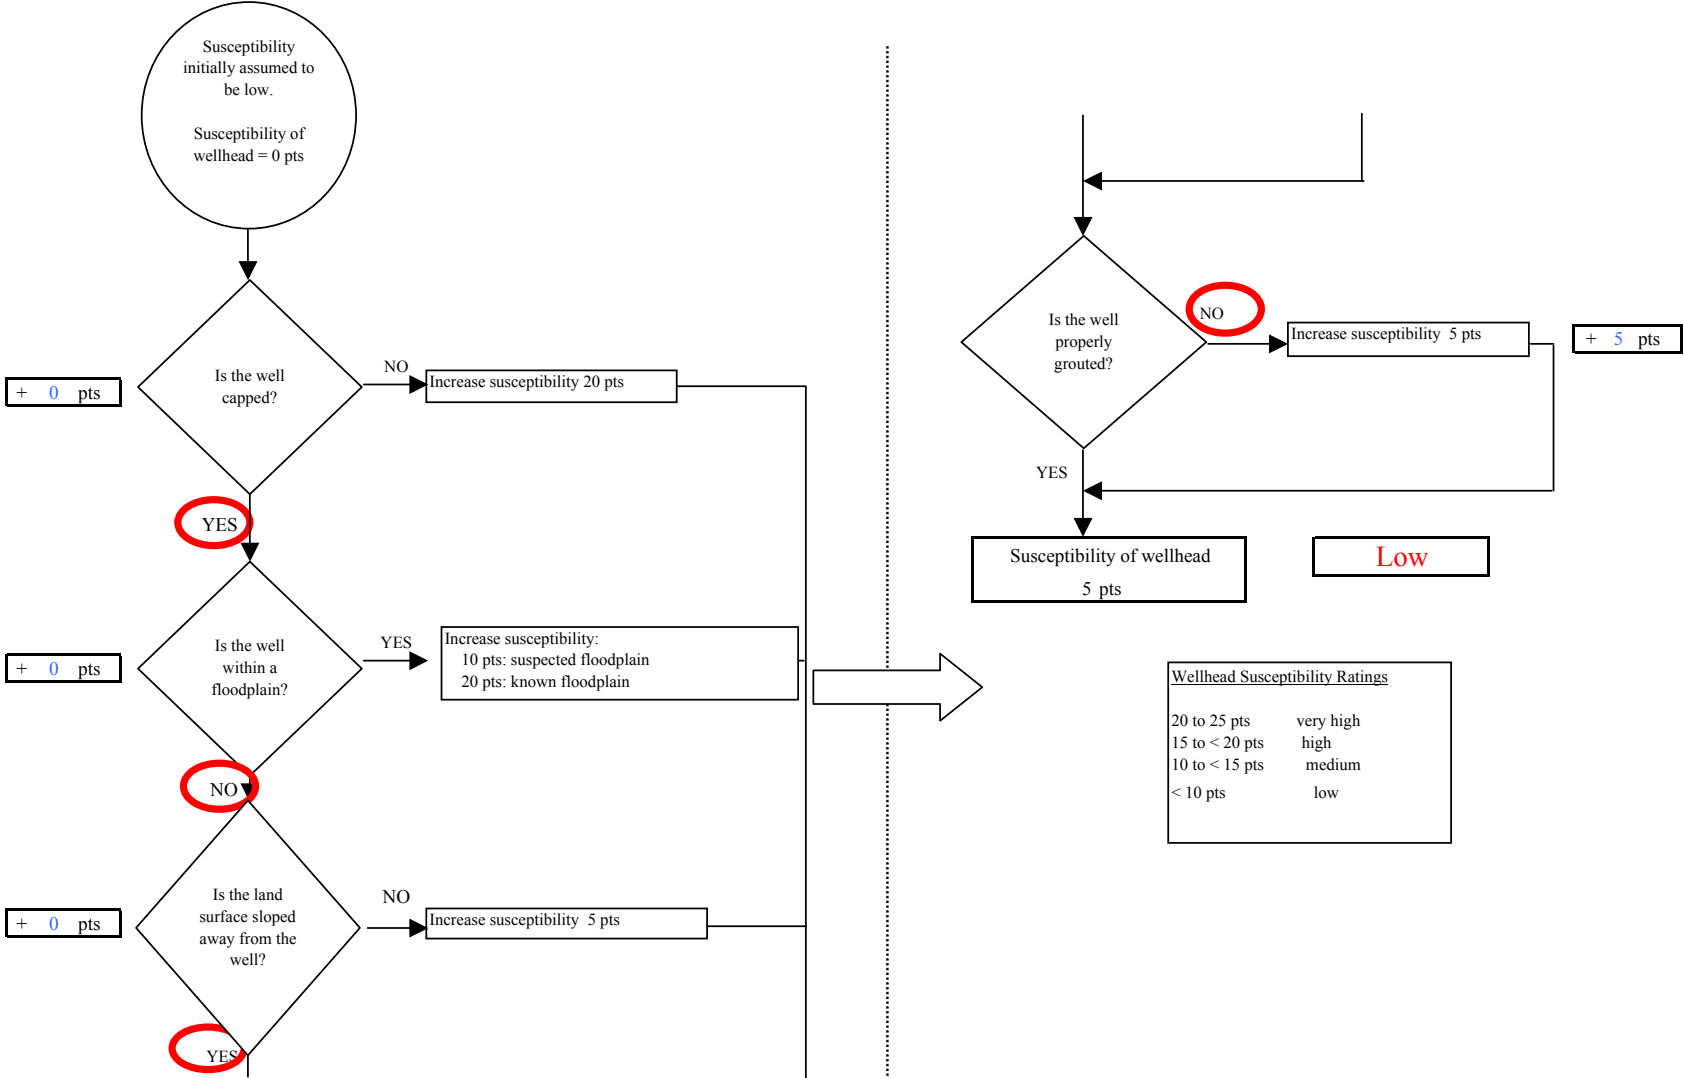 Susceptibility
initially assumed to
be low.
Susceptibility of
wellhead = 0 pts
Is the well
capped?
NO
Increase susceptibility 20 pts
+ 0 pts
YES
Is the well
within a
floodplain?
YES
Increase susceptibility:
10 pts: suspected floodplain
20 pts: known floodplain
+ 0 pts
NO
Is the land
surface sloped
away from the
well?
NO
Increase susceptibility 5 pts
+ 0 pts
YES
Is the well
properly
grouted?
NO
Increase susceptibility 5 pts
+ 5 pts
YES
Susceptibility of wellhead
5 pts
Low
Wellhead Susceptibility Ratings
20 to 25 pts very high
15 to < 20 pts high
10 to < 15 pts medium
< 10 pts low